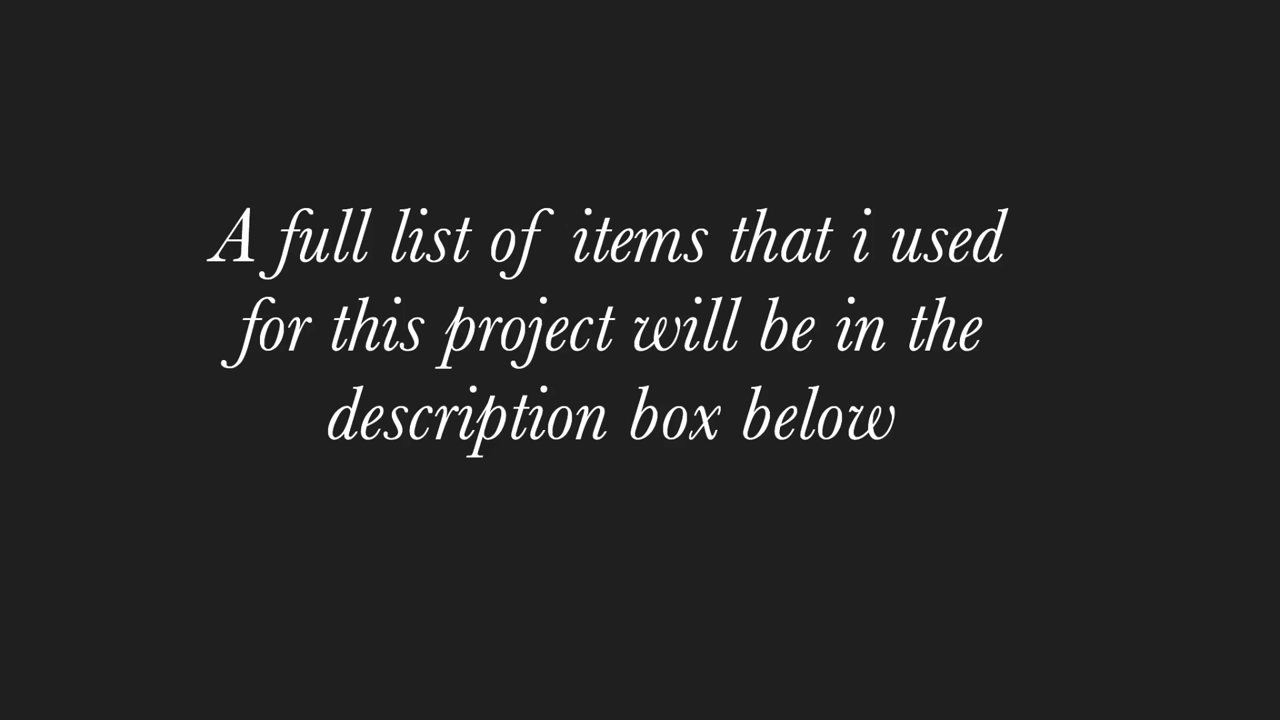 A full list of items that i used
for this project will be in the
description box below